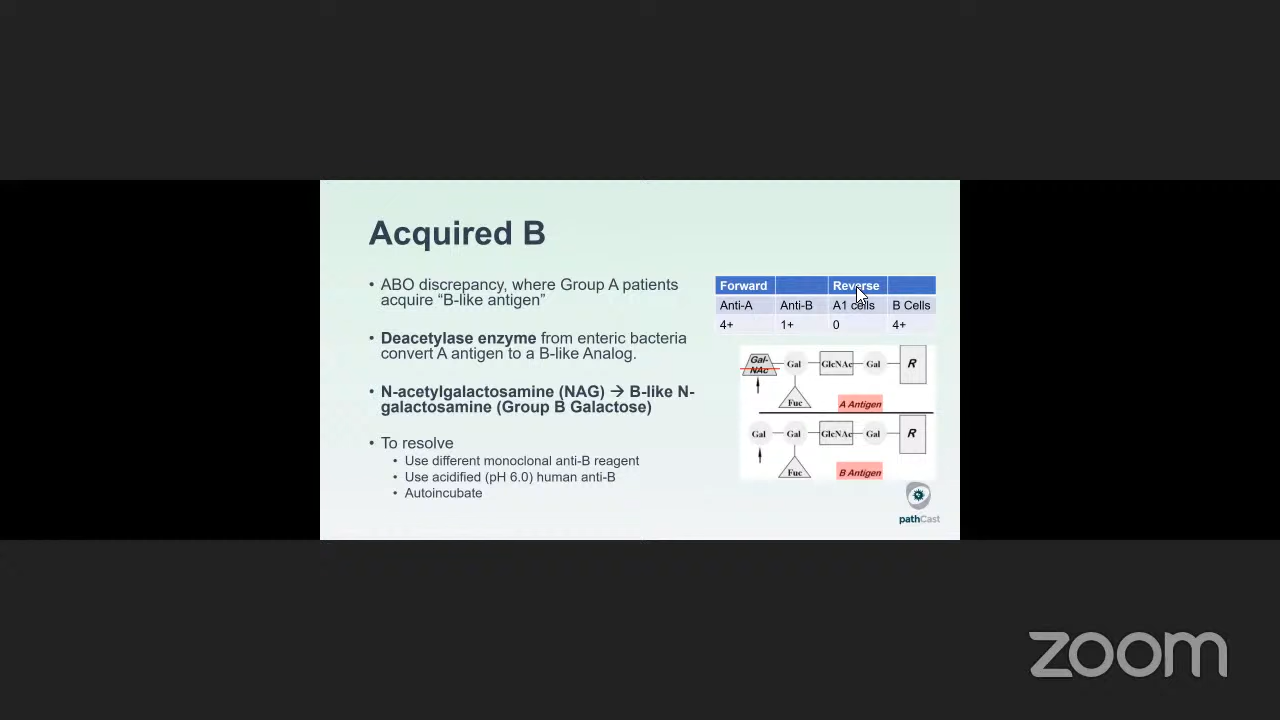 Acquired B
• ABO discrepancy, where Group A patients
acquire “B-like antigen”
• Deacetylase enzyme from enteric bacteria
convert A antigen to a B-like Analog.
• N-acetylgalactosamine (NAG) → B-like N-
galactosamine (Group B Galactose)
• To resolve
• Use different monoclonal anti-B reagent
• Use acidified (pH 6.0) human anti-B
• Autoincubate
Forward Reverse
Anti-A Anti-B A1 cells B Cells
4+ 1+ 0 4+
Gal-
NAc Gal GlcNAc Gal R
Fuc A Antigen
Gal Gal GlcNAc Gal R
Fuc B Antigen
pathCast
zoom